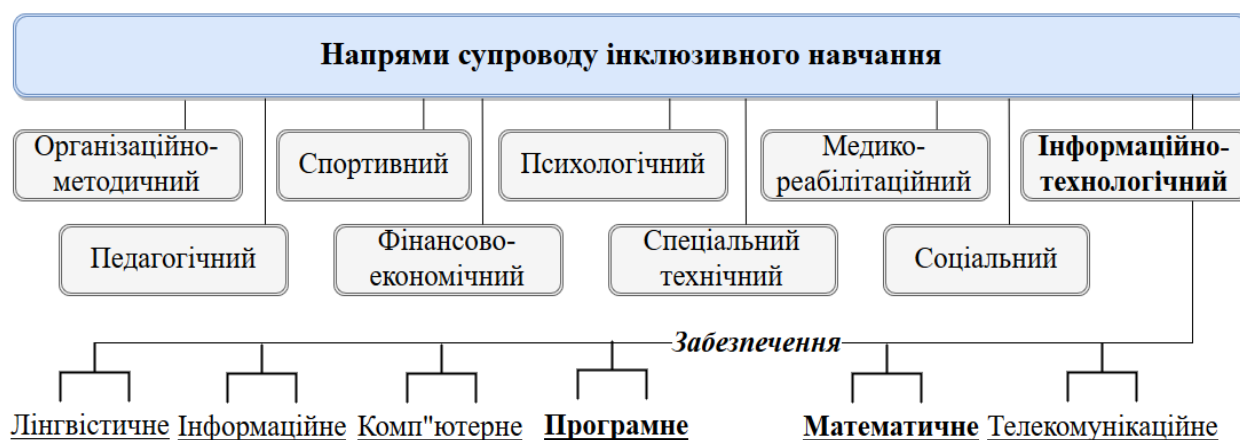 Напрями супроводу інклюзивного навчання
Організаційно-
методичний
Спортивний
Психологічний
Медико-
реабілітаційний
Інформаційно-
технологічний
Педагогічний
Фінансово-
економічний
Спеціальний
технічний
Соціальний
Забезпечення
Лінгвістичне
Інформаційне
Комп"ютерне
Програмне
Математичне
Телекомунікаційне